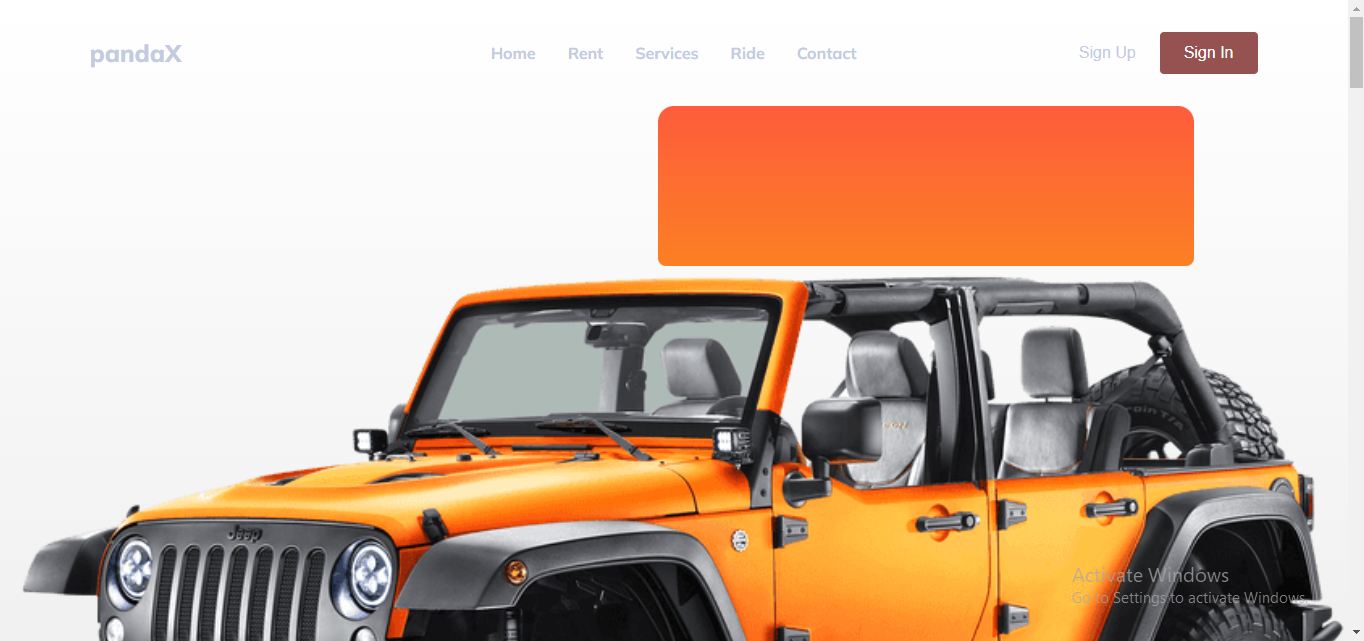 pandaX
Home Rent Services Ride Contact
Sign Up Sign In
Jeep
Activate Windows
Go to Settings to activate Windows.